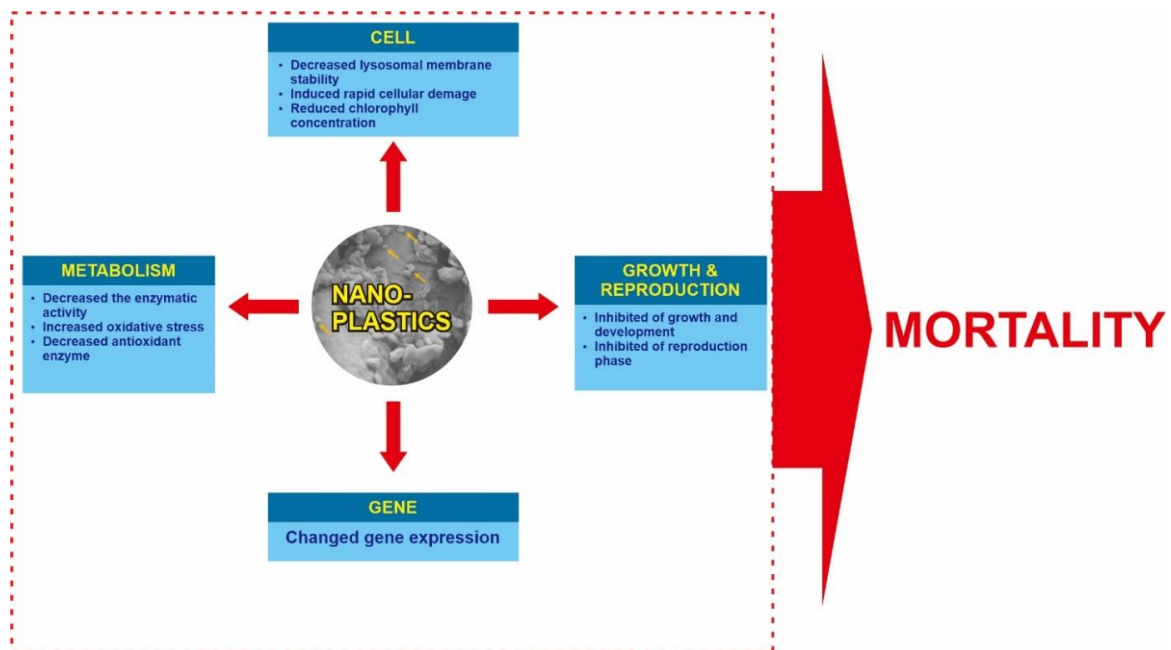 CELL
• Decreased lysosomal membrane
stability
• Induced rapid cellular demage
• Reduced chlorophyll
concentration
METABOLISM
• Decreased the enzymatic
activity
• Increased oxidative stress
• Decreased antioxidant
enzyme
NANO-
PLASTICS
GROWTH &
REPRODUCTION
• Inhibited of growth and
development
• Inhibited of reproduction
phase
MORTALITY
GENE
Changed gene expression